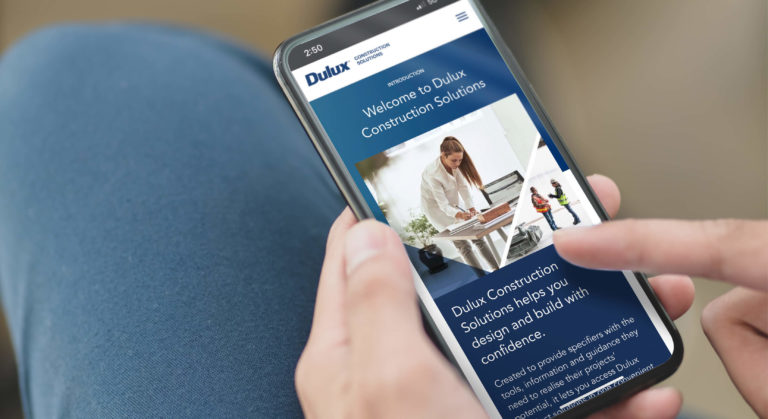 2:50
5G
Dulux CONSTRUCTION
SOLUTIONS
INTRODUCTION
Welcome to Dulux
Construction Solutions
Dulux Construction
Solutions helps you
design and build with
confidence.
Created to provide specifiers with the
tools, information and guidance they
need to realise their projects'
potential, it lets you access Dulux
convenient